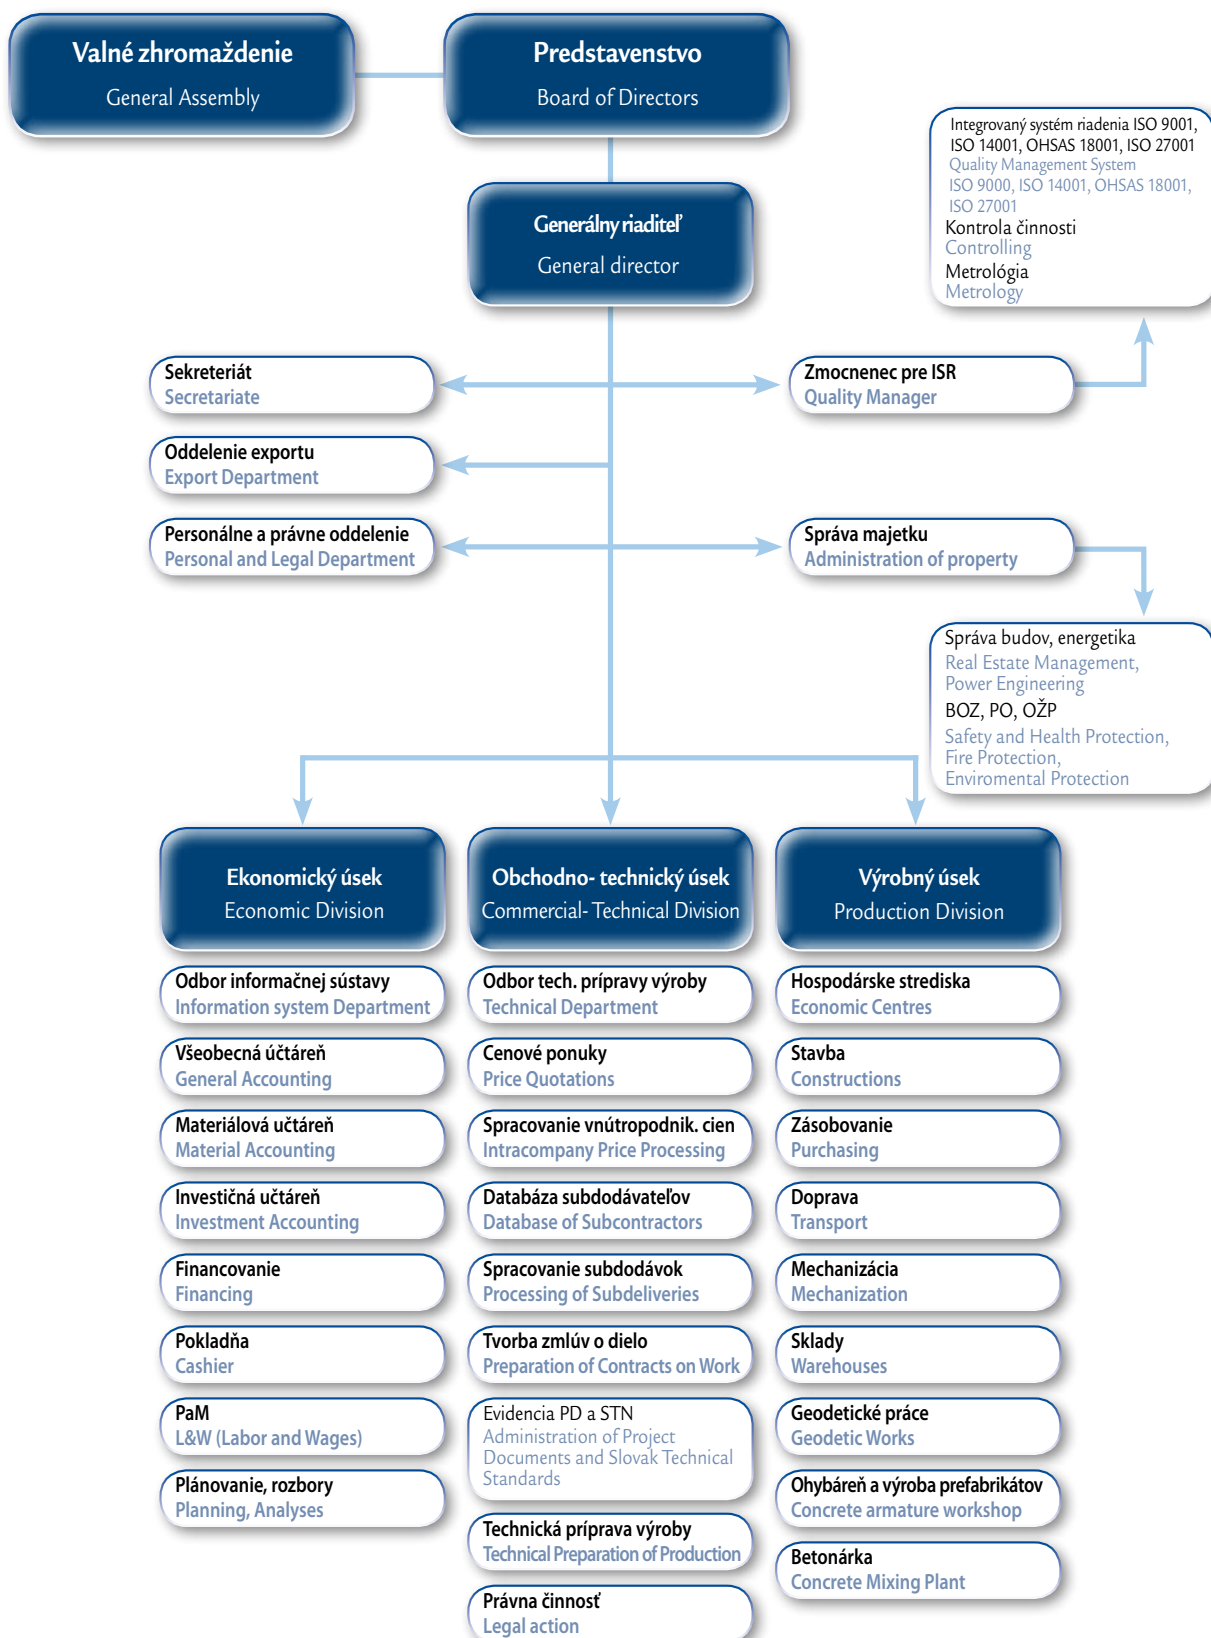 Valné zhromaždenie
General Assembly
Predstavenstvo
Board of Directors
Generálny riaditeľ
General director
Integrovaný systém riadenia ISO 9001,
ISO 14001, OHSAS 18001, ISO 27001
Quality Management System
ISO 9000, ISO 14001, OHSAS 18001,
ISO 27001
Kontrola činnosti
Controlling
Metrológia
Metrology
Sekreteriát
Secretariate
Zmocnenec pre ISR
Quality Manager
Oddelenie exportu
Export Department
Personálne a právne oddelenie
Personal and Legal Department
Správa majetku
Administration of property
Správa budov, energetika
Real Estate Management,
Power Engineering
BOZ, PO, OŽP
Safety and Health Protection,
Fire Protection,
Enviromental Protection
Ekonomický úsek
Economic Division
Odbor informačnej sústavy
Information system Department
Všeobecná účtáreň
General Accounting
Materiálová učtáreň
Material Accounting
Investičná učtáreň
Investment Accounting
Financovanie
Financing
Pokladňa
Cashier
PaM
L&W (Labor and Wages)
Plánovanie, rozbory
Planning, Analyses
Obchodno- technický úsek
Commercial- Technical Division
Odbor tech. prípravy výroby
Technical Department
Cenové ponuky
Price Quotations
Spracovanie vnútropodnik. cien
Intracompany Price Processing
Databáza subdodávateľov
Database of Subcontractors
Spracovanie subdodávok
Processing of Subdeliveries
Tvorba zmlúv o dielo
Preparation of Contracts on Work
Evidencia PD a STN
Administration of Project
Documents and Slovak Technical
Standards
Technická príprava výroby
Technical Preparation of Production
Právna činnosť
Legal action
Výrobný úsek
Production Division
Hospodárske strediska
Economic Centres
Stavba
Constructions
Zásobovanie
Purchasing
Doprava
Transport
Mechanizácia
Mechanization
Sklady
Warehouses
Geodetické práce
Geodetic Works
Ohybáreň a výroba prefabrikátov
Concrete armature workshop
Betonárka
Concrete Mixing Plant